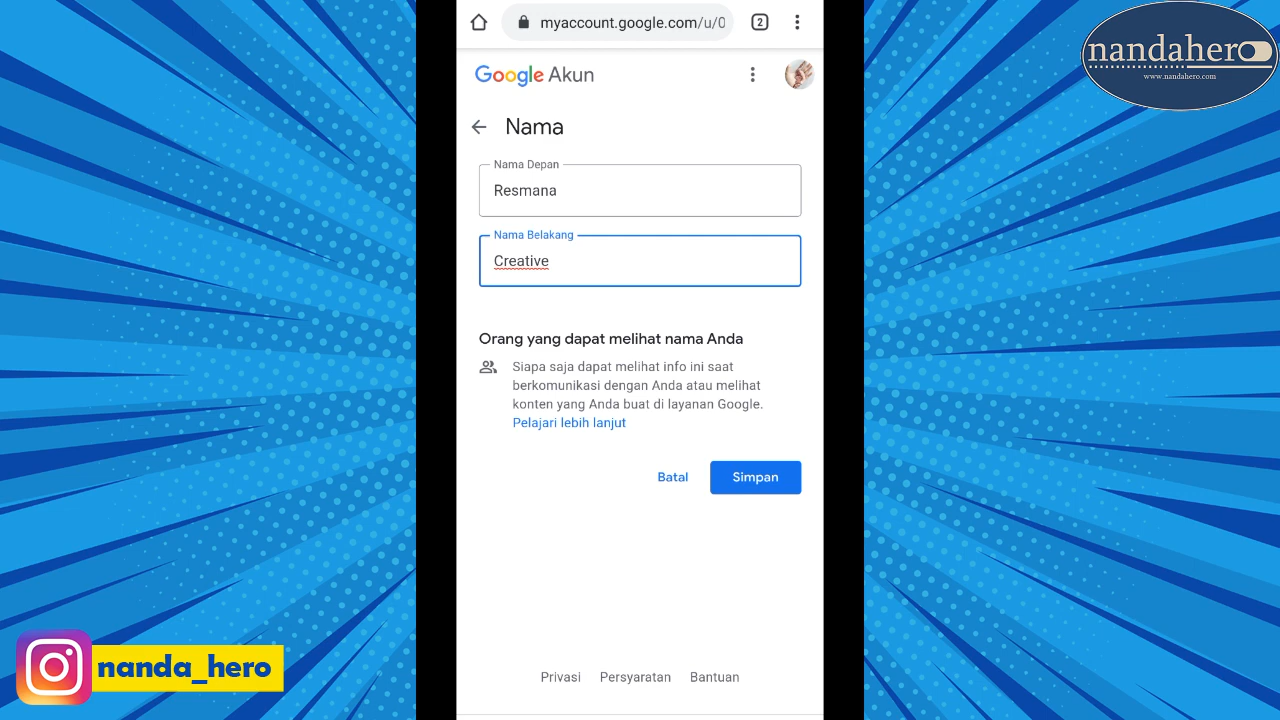 myaccount.google.com/u/0
2
nandahero
www.nandahero.com
Google Akun
Nama
Nama Depan
Resmana
Nama Belakang
Creative
Orang yang dapat melihat nama Anda
Siapa saja dapat melihat info ini saat
berkomunikasi dengan Anda atau melihat
konten yang Anda buat di layanan Google.
Pelajari lebih lanjut
Batal
Simpan
nanda_hero
Privasi
Persyaratan
Bantuan